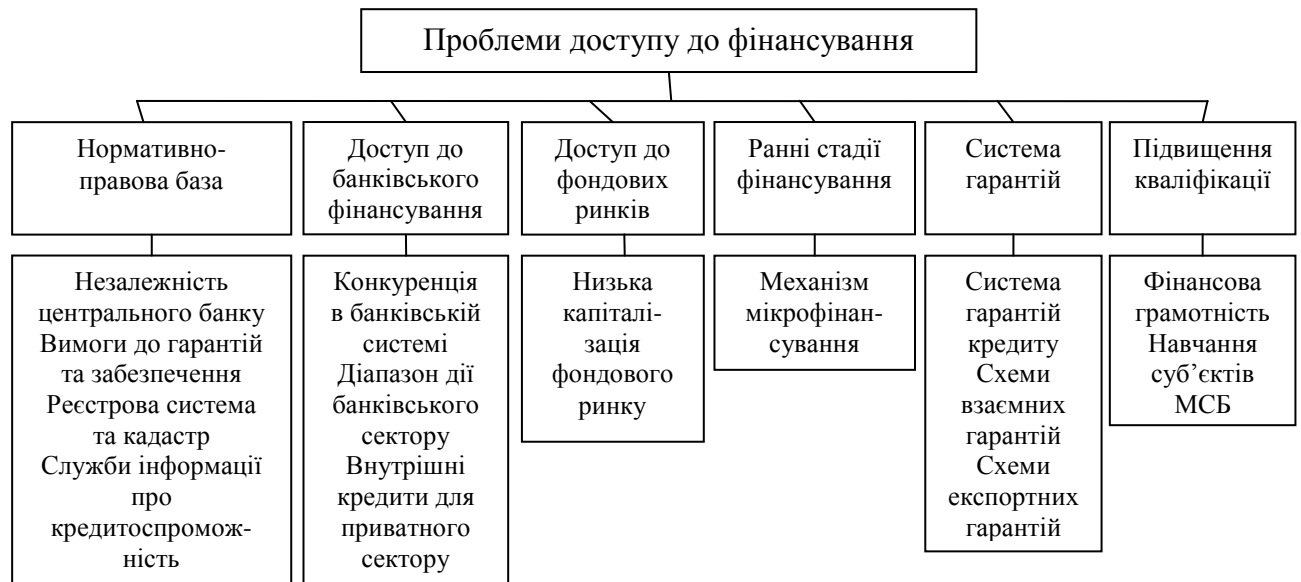 Проблеми доступу до фінансування
Нормативно-
правова база
Доступ до
банківського
фінансування
Доступ до
фондових
ринків
Ранні стадії
фінансування
Система
гарантій
Підвищення
кваліфікації
Незалежність
центрального банку
Вимоги до гарантій
та забезпечення
Реєстрова система
та кадастр
Служби інформації
про
кредитоспромож-
ність
Конкуренція
в банківській
системі
Діапазон дії
банківського
сектору
Внутрішні
кредити для
приватного
сектору
Низька
капіталі-
зація
фондового
ринку
Механізм
мікрофінан-
сування
Система
гарантій
кредиту
Схеми
взаємних
гарантій
Схеми
експортних
гарантій
Фінансова
грамотність
Навчання
суб’єктів
МСБ